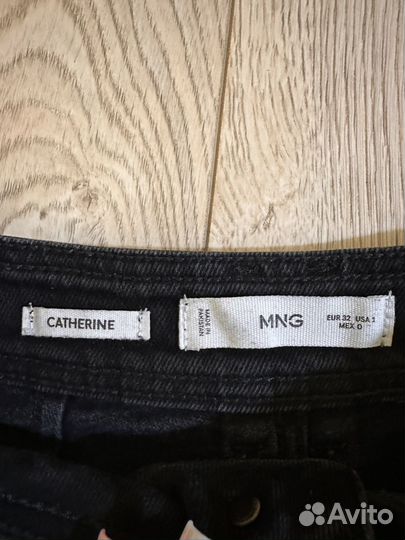 CATHERINE
MADE IN
PAKISTAN
MNG
EUR 32 USA 1
MEX 0
Avito